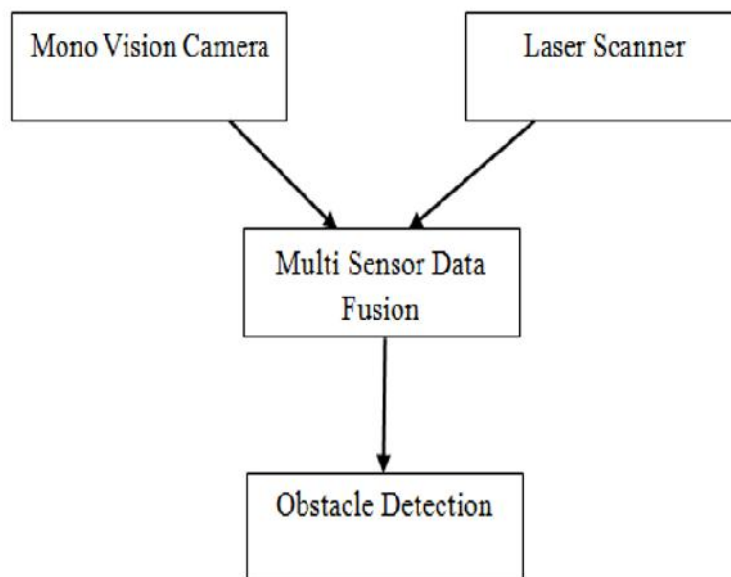 Mono Vision Camera
Laser Scanner
Multi Sensor Data
Fusion
Obstacle Detection